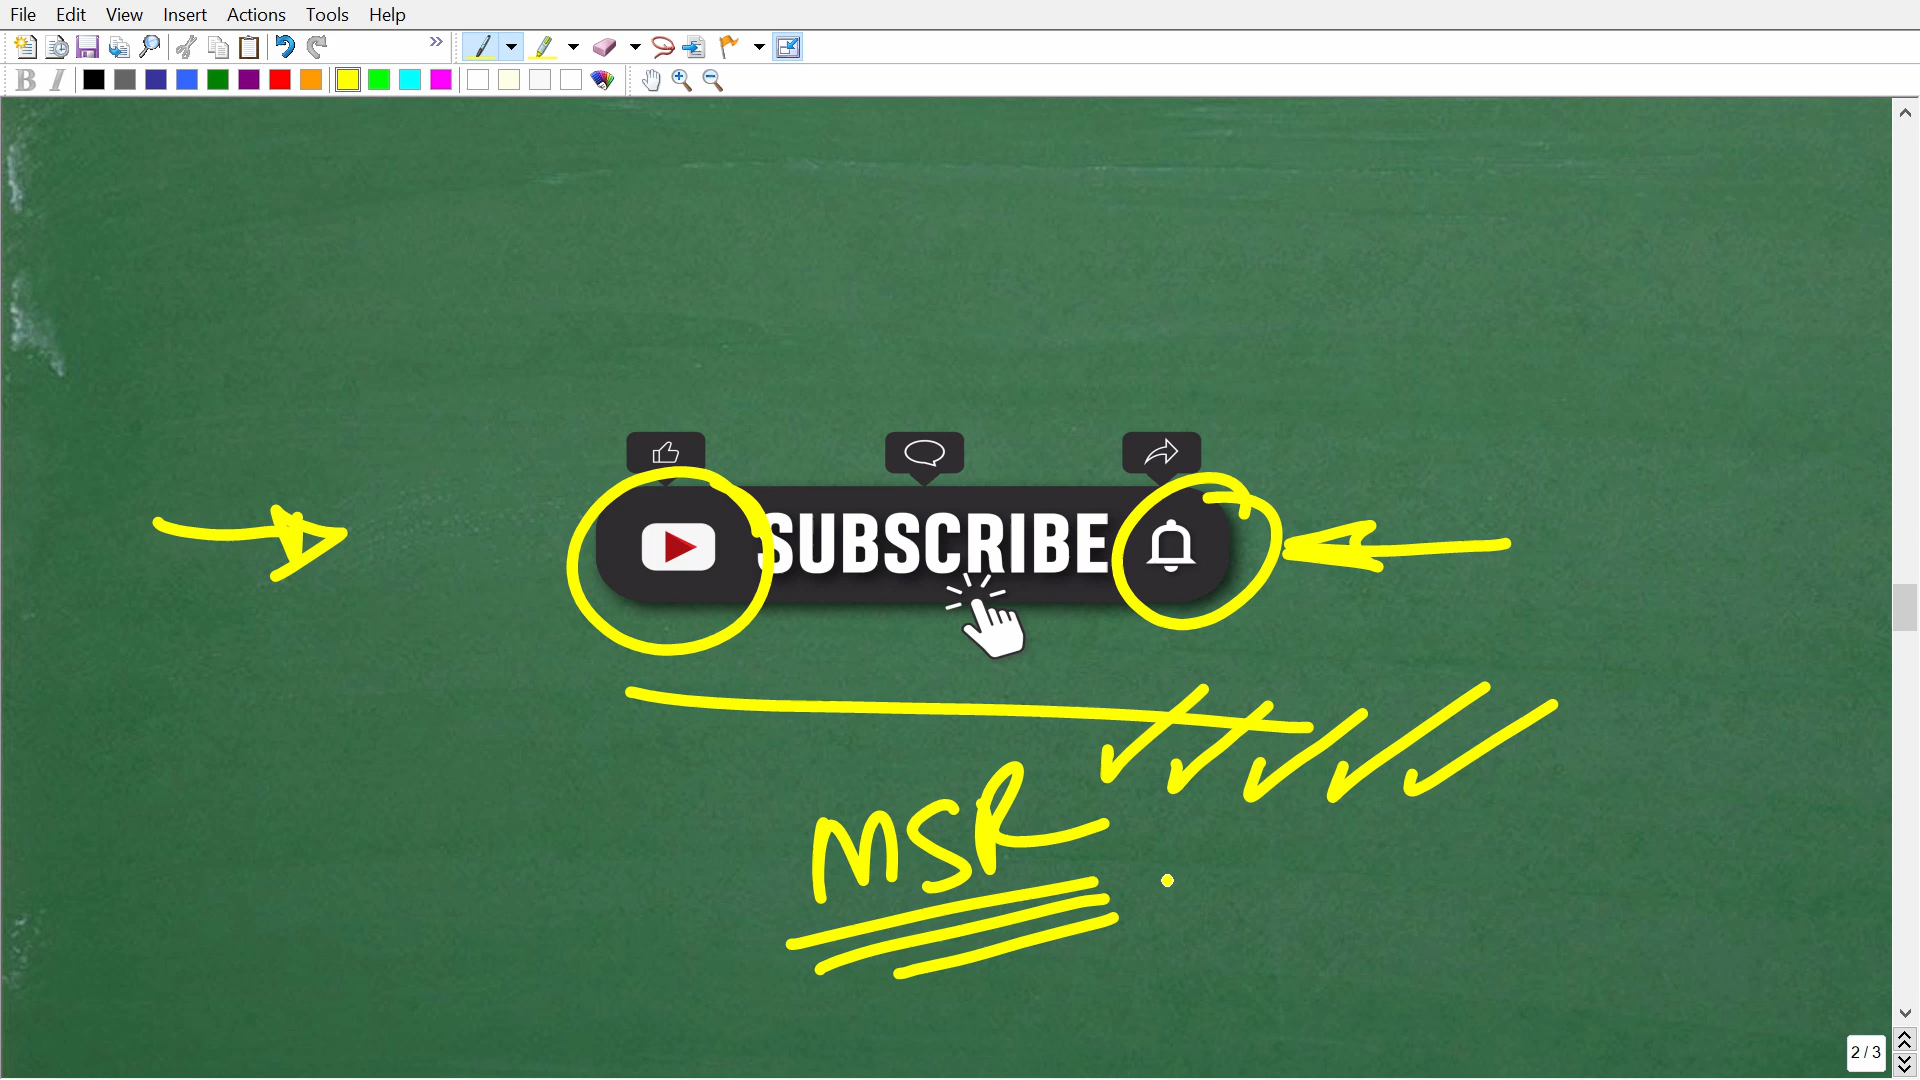 File Edit View Insert Actions Tools Help
B I
SUBSCRIBE
MSR
2 / 3